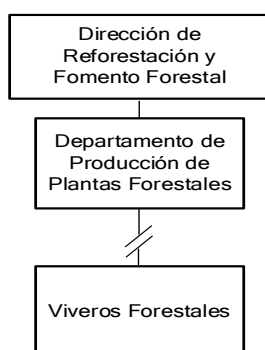 Dirección de
Reforestación y
Fomento Forestal
Departamento de
Producción de
Plantas Forestales
Viveros Forestales